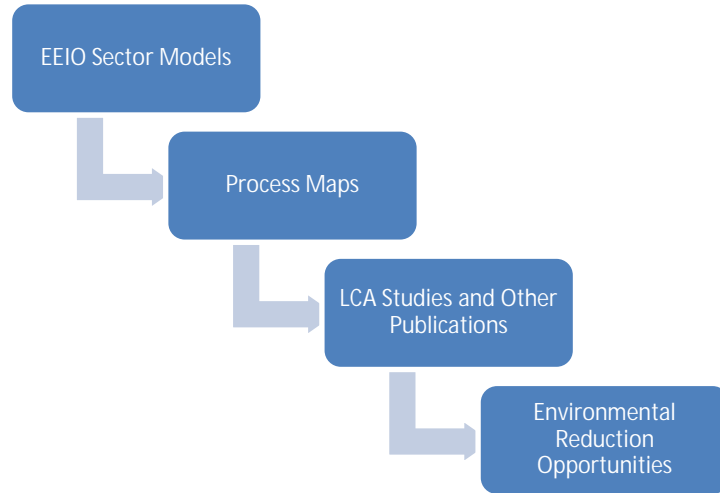 EEIO Sector Models
Process Maps
LCA Studies and Other
Publications
Environmental
Reduction
Opportunities